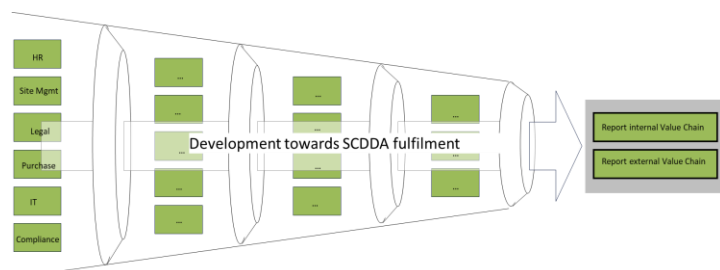 HR
Site Mgmt
Legal
Purchase
IT
Compliance
...
...
...
...
...
...
...
...
...
...
...
...
Development towards SCDDA fulfilment
Report internal Value Chain
Report external Value Chain